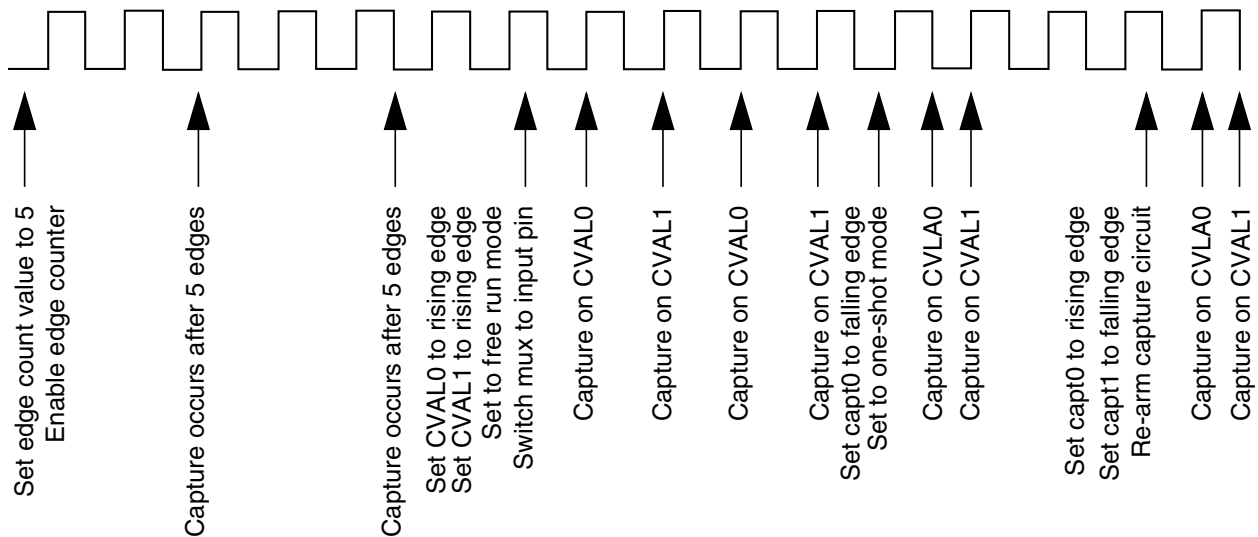 Set edge count value to 5
Enable edge counter
Capture occurs after 5 edges
Capture occurs after 5 edges
Set CVAL0 to rising edge
Set CVAL1 to rising edge
Set to free run mode
Switch mux to input pin
Capture on CVAL0
Capture on CVAL1
Capture on CVAL0
Capture on CVAL1
Set capt0 to falling edge
Set to one-shot mode
Capture on CVLA0
Capture on CVAL1
Set capt0 to rising edge
Set capt1 to falling edge
Re-arm capture circuit
Capture on CVLA0
Capture on CVAL1